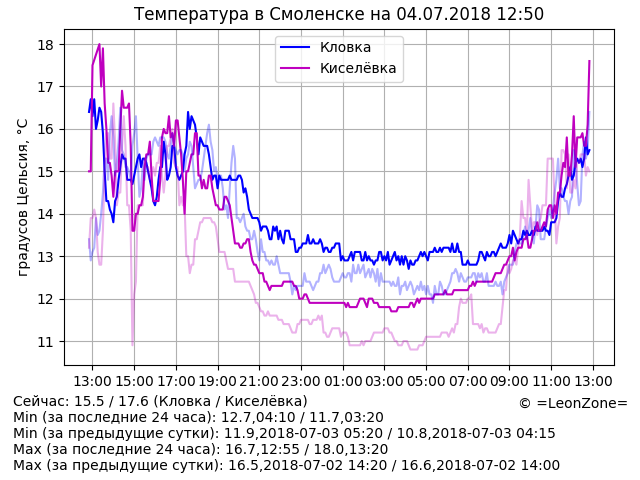 Температура в Смоленске на 04.07.2018 12:50
Кловка
Киселёвка
градусов Цельсия, °C
18
17
16
15
14
13
12
11
13:00 15:00 17:00 19:00 21:00 23:00 01:00 03:00 05:00 07:00 09:00 11:00 13:00
Сейчас: 15.5 / 17.6 (Кловка / Киселёвка)
© =LeonZone=
Min (за последние 24 часа): 12.7,04:10 / 11.7,03:20
Min (за предыдущие сутки): 11.9,2018-07-03 05:20 / 10.8,2018-07-03 04:15
Max (за последние 24 часа): 16.7,12:55 / 18.0,13:20
Max (за предыдущие сутки): 16.5,2018-07-02 14:20 / 16.6,2018-07-02 14:00